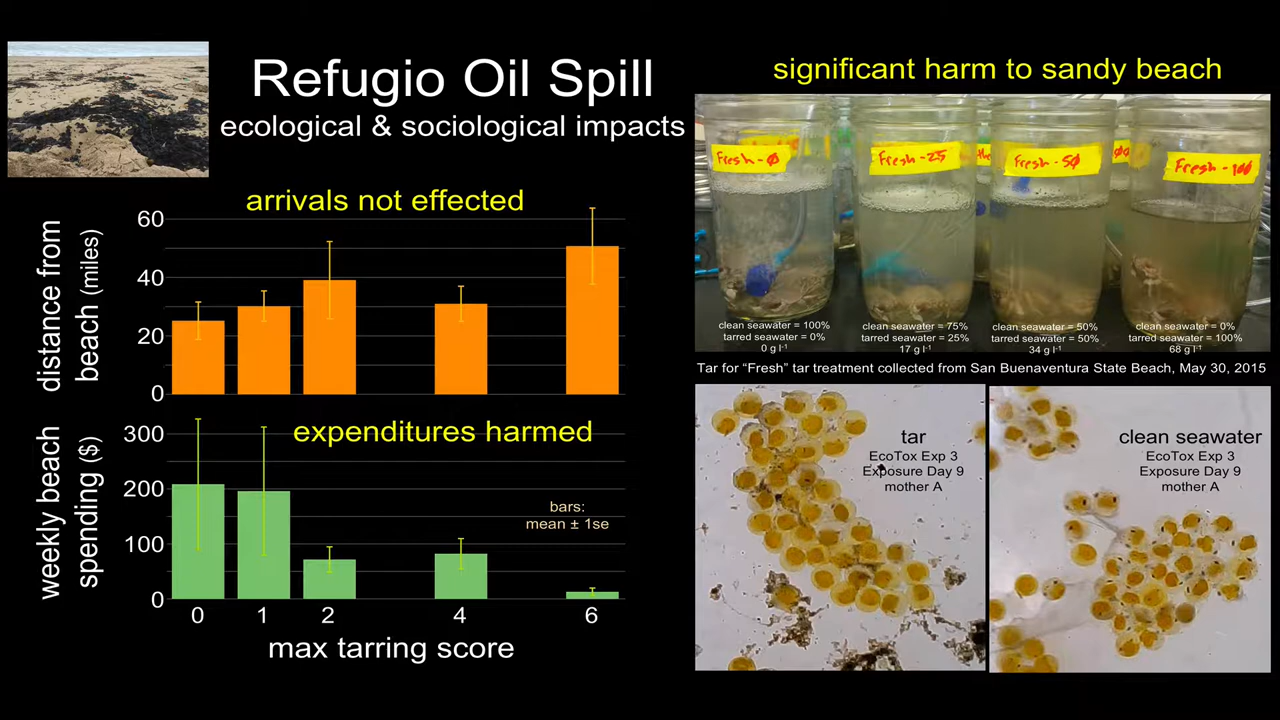 Refugio Oil Spill
ecological & sociological impacts
arrivals not effected
distance from
beach (miles)
60
40
20
0
expenditures harmed
weekly beach
spending ($)
300
200
100
0
bars:
mean ± 1se
0 1 2 4 6
max tarring score
significant harm to sandy beach
Fresh-0
Fresh-25
Fresh-50
Fresh-100
clean seawater = 100%
tarred seawater = 0%
0 g l-1
clean seawater = 75%
tarred seawater = 25%
17 g l-1
clean seawater = 50%
tarred seawater = 50%
34 g l-1
clean seawater = 0%
tarred seawater = 100%
68 g l-1
Tar for “Fresh” tar treatment collected from San Buenaventura State Beach, May 30, 2015
tar
EcoTox Exp 3
Exposure Day 9
mother A
clean seawater
EcoTox Exp 3
Exposure Day 9
mother A